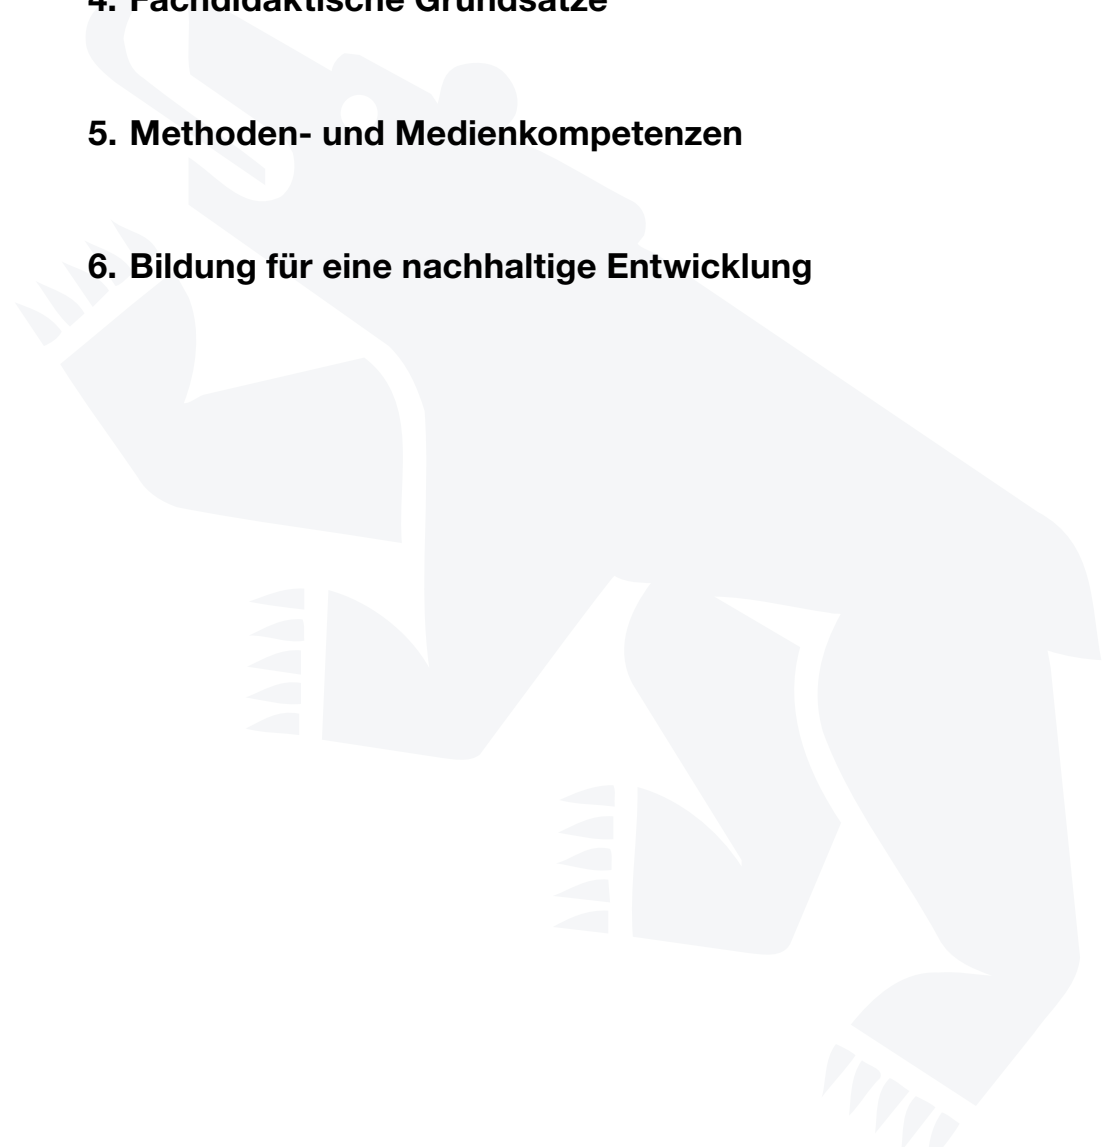 4. Fachdidaktische Grundsätze
5. Methoden- und Medienkompetenzen
6. Bildung für eine nachhaltige Entwicklung